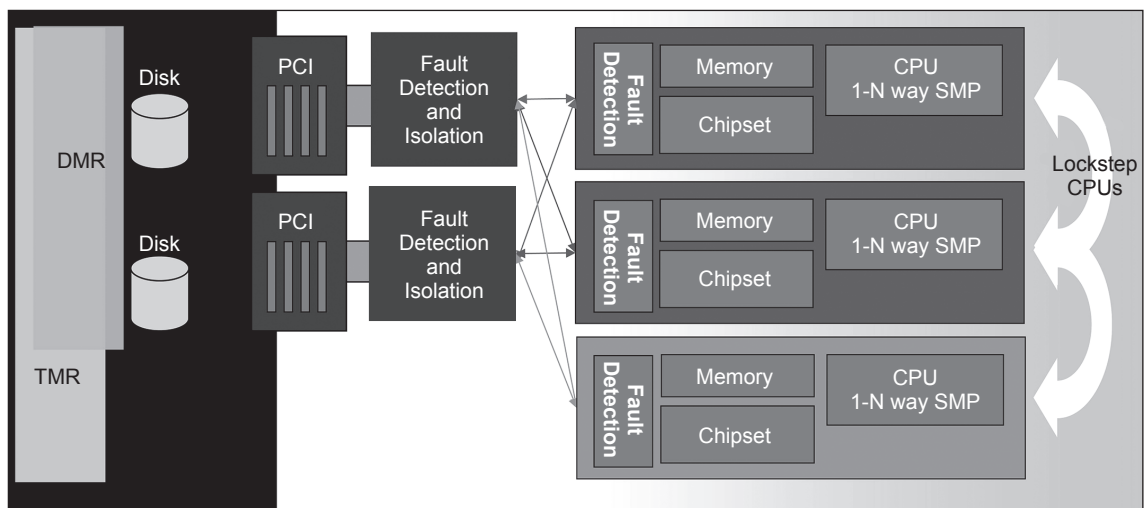 Disk
PCI
Fault
Detection
and
Isolation
Fault
Detection
Memory
Chipset
CPU
1-N way SMP
DMR
Lockstep
CPUs
Disk
PCI
Fault
Detection
and
Isolation
Fault
Detection
Memory
Chipset
CPU
1-N way SMP
TMR
Fault
Detection
Memory
Chipset
CPU
1-N way SMP